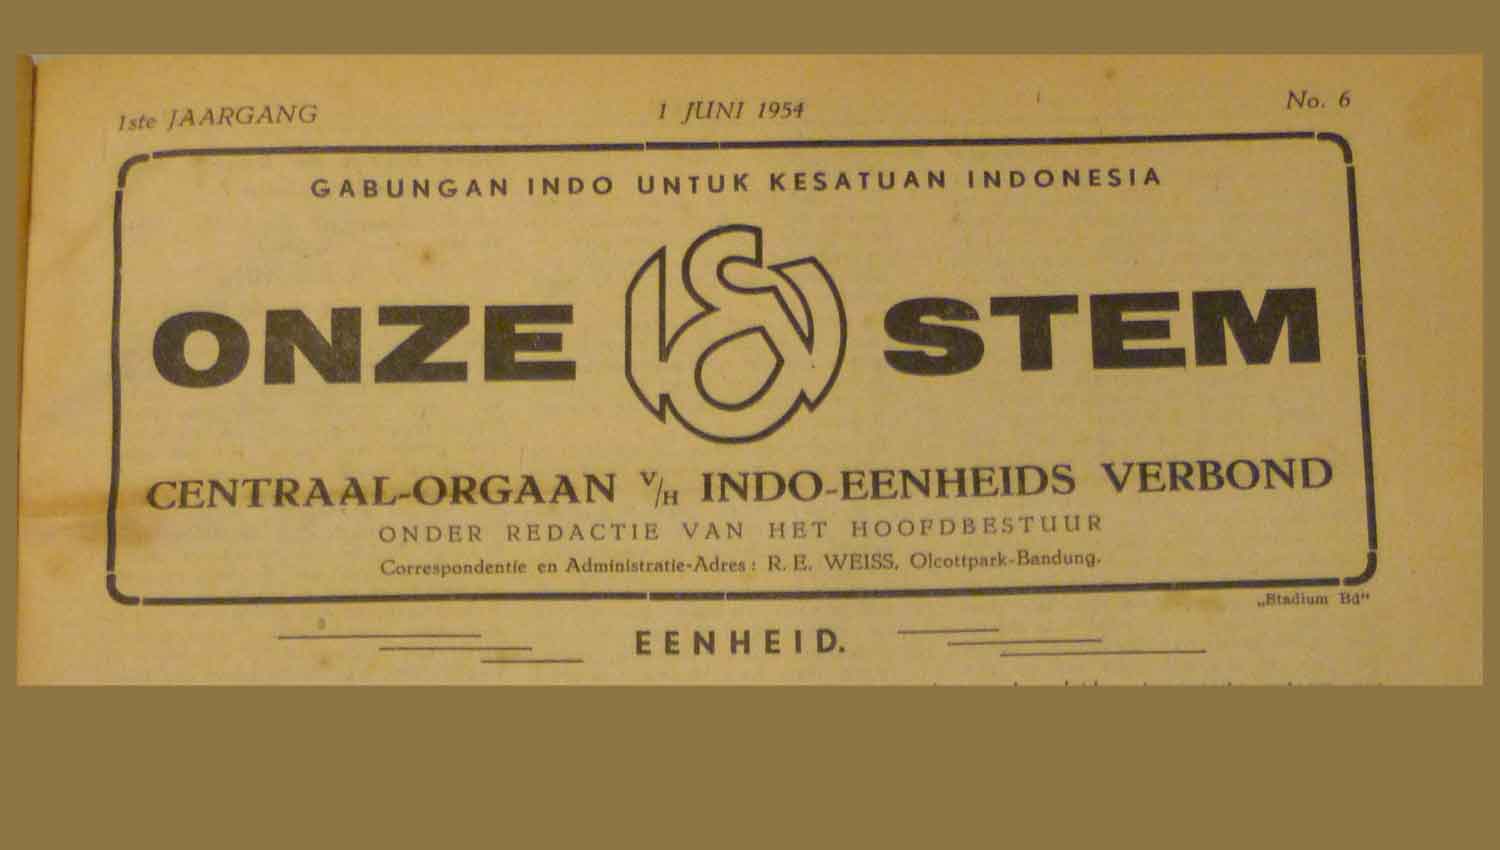 1ste JAARGANG 1 JUNI 1954 No. 6
GABUNGAN INDO UNTUK KESATUAN INDONESIA
ONZE STEM
CENTRAAL-ORGAAN V/H INDO-EENHEIDS VERBOND
ONDER REDACTIE VAN HET HOOFDBESTUUR
Correspondentie en Administratie-Adres: R. E. WEISS, Olcottpark-Bandung.
„Stadium Bd"
EENHEID.